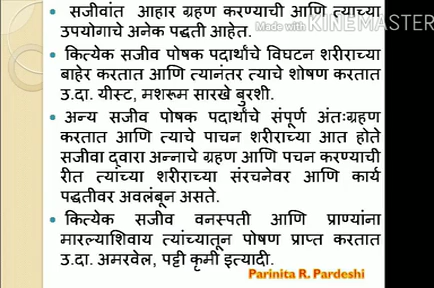 सजीवांत आहार ग्रहण करण्याची आणि त्याच्या
Made with KINEMASTER
उपयोगाचे अनेक पद्धती आहेत.
कित्येक सजीव पोषक पदार्थांचे विघटन शरीराच्या
बाहेर करतात आणि त्यानंतर त्याचे शोषण करतात
उ.दा. यीस्ट, मशरूम सारखे बुरशी.
अन्य सजीव पोषक पदार्थांचे संपूर्ण अंतःग्रहण
करतात आणि त्याचे पाचन शरीराच्या आत होते
सजीवा द्वारा अन्नाचे ग्रहण आणि पचन करण्याची
रीत त्यांच्या शरीराच्या संरचनेवर आणि कार्य
पद्धतीवर अवलंबून असते.
कित्येक सजीव वनस्पती आणि प्राण्यांना
मारल्याशिवाय त्यांच्यातून पोषण प्राप्त करतात
उ.दा. अमरवेल, पट्टी कृमी इत्यादी.
Parinita R. Pardeshi